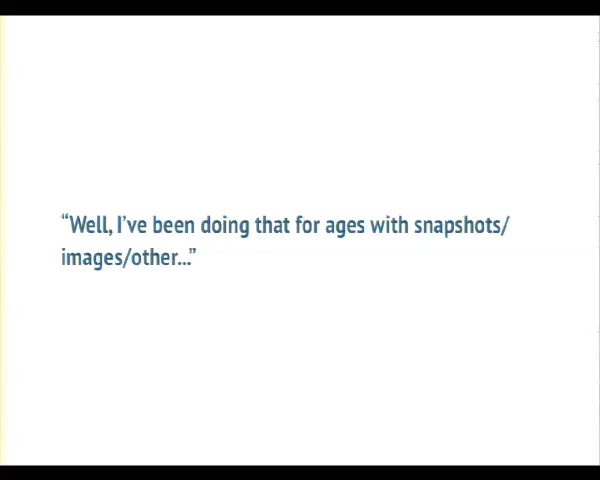 “Well, I’ve been doing that for ages with snapshots/
images/other...”